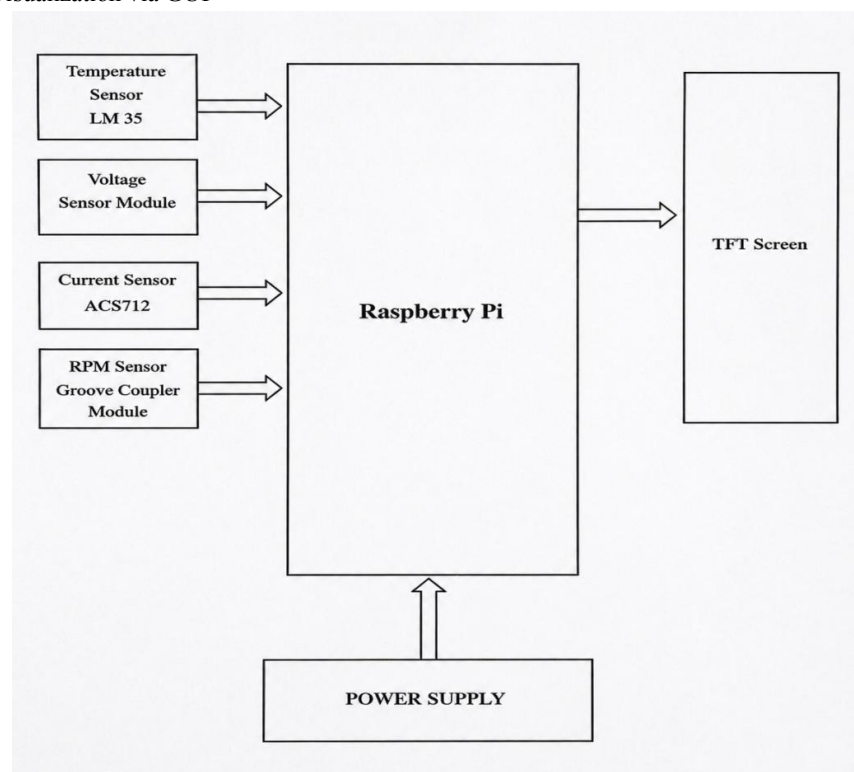 Temperature
Sensor
LM 35
Voltage
Sensor Module
Current Sensor
ACS712
RPM Sensor
Groove Coupler
Module
Raspberry Pi
TFT Screen
POWER SUPPLY